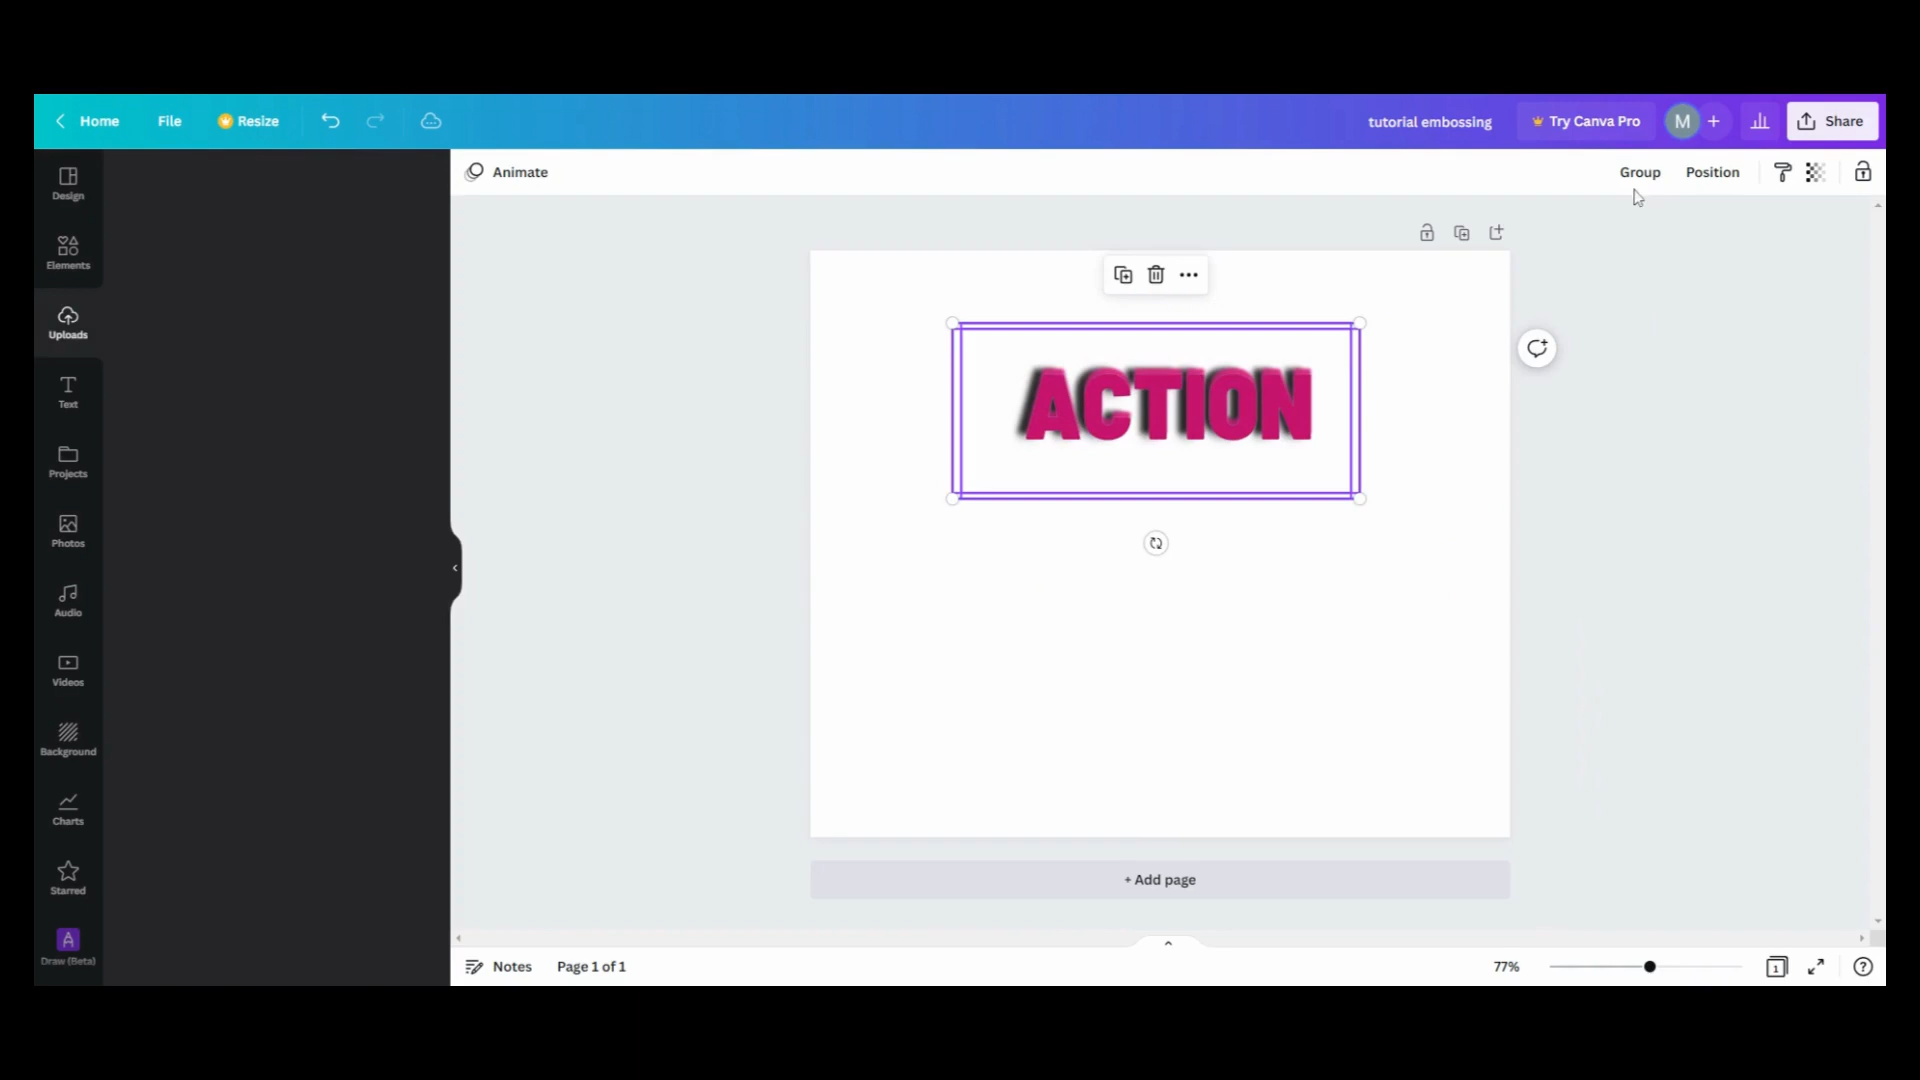 Home File Resize tutorial embossing Try Canva Pro M + Share
Animate Group Position
Design
Elements
Uploads
Text
Projects
Photos
Audio
Videos
Background
Charts
Starred
Draw (Beta)
ACTION
+ Add page
Notes Page 1 of 1 77% 1 ?